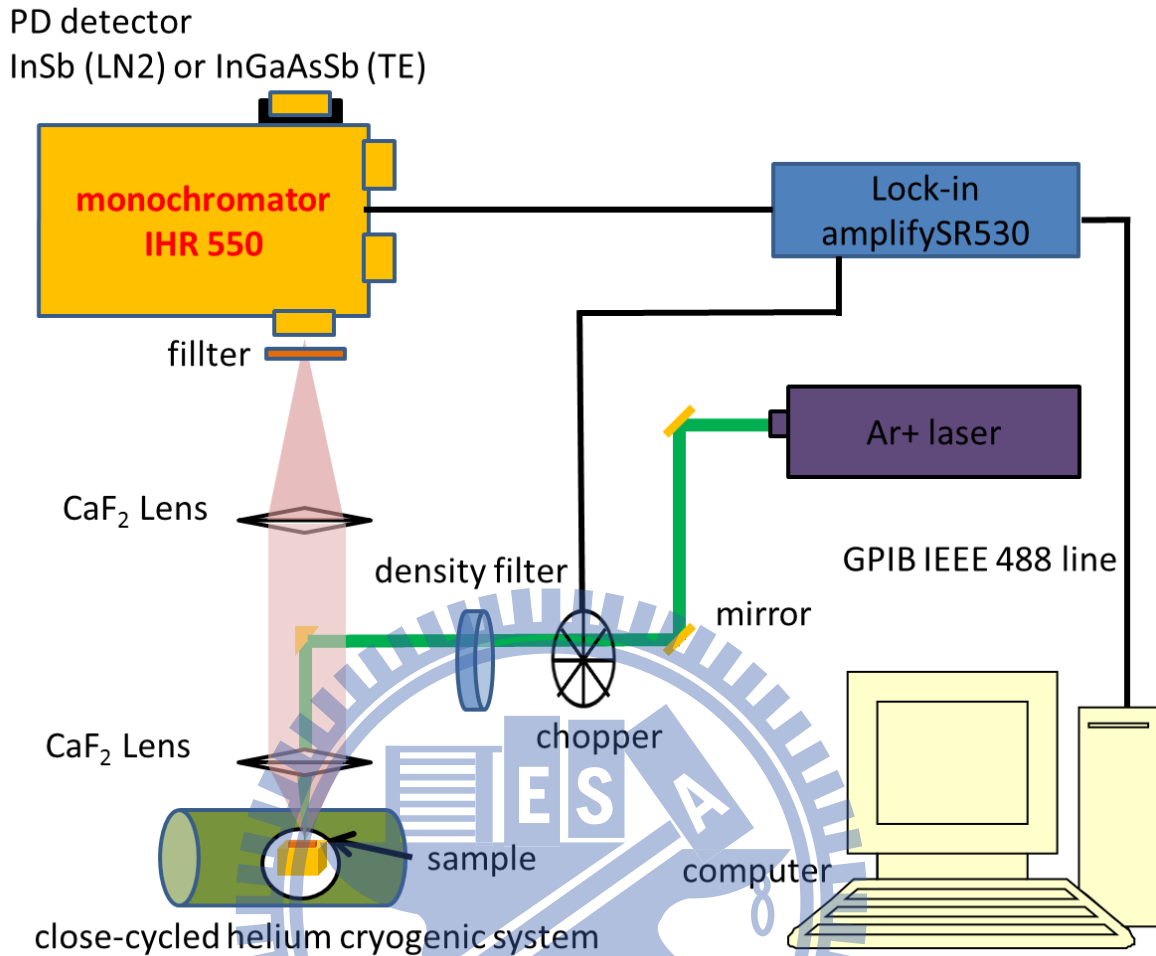 PD detector
InSb (LN2) or InGaAsSb (TE)
monochromator
IHR 550
Lock-in
amplifySR530
fillter
Ar+ laser
CaF₂ Lens
GPIB IEEE 488 line
density filter
mirror
CaF₂ Lens
chopper
ESA
sample
computer
close-cycled helium cryogenic system